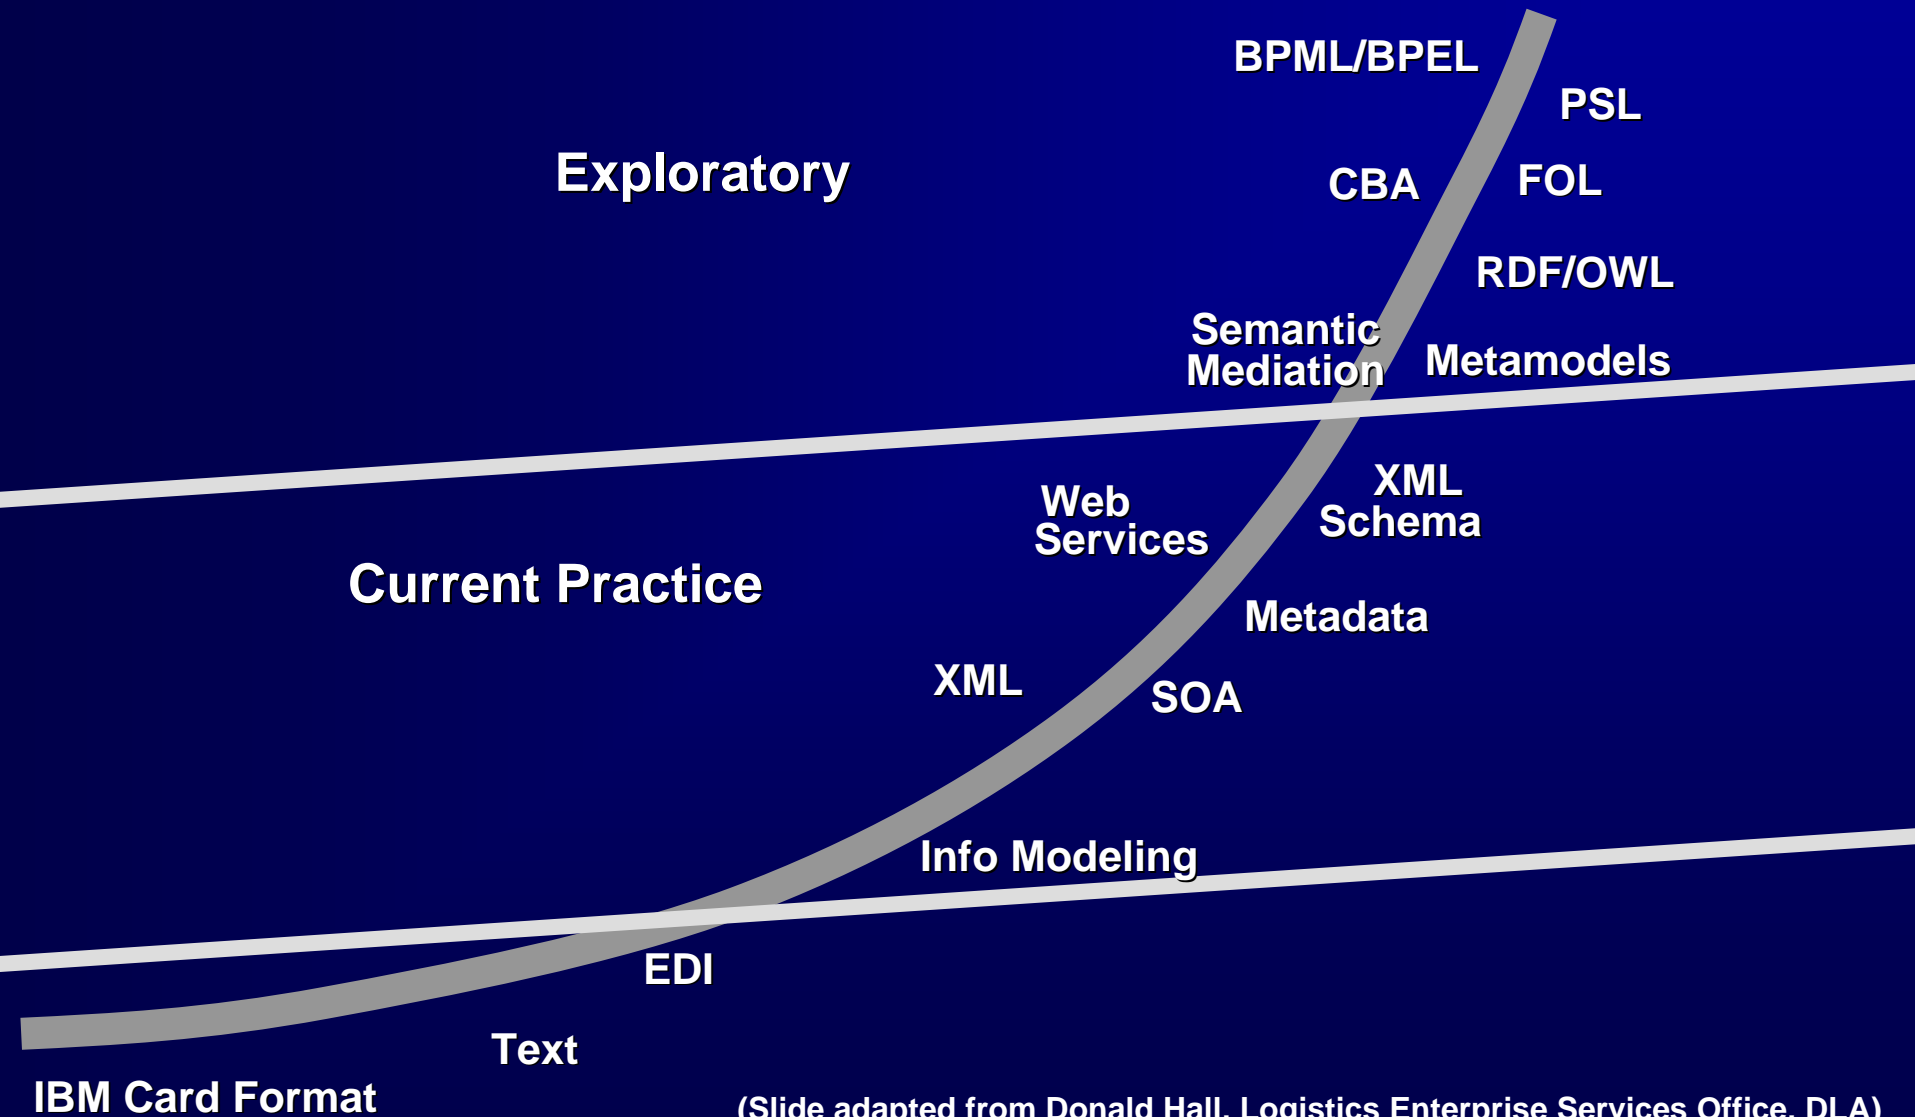 BPML/BPEL
PSL
Exploratory
CBA
FOL
RDF/OWL
Semantic
Mediation
Metamodels
Web
Services
XML
Schema
Current Practice
Metadata
XML
SOA
Info Modeling
EDI
Text
IBM Card Format
(Slide adapted from Donald Hall, Logistics Enterprise Services Office, DLA)